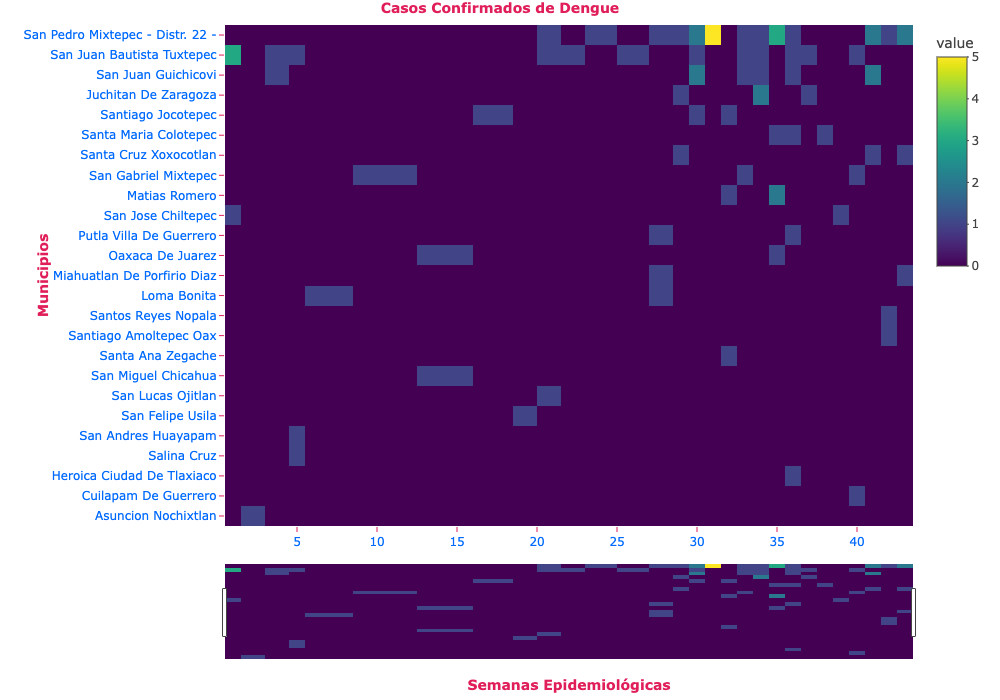 Casos Confirmados de Dengue
San Pedro Mixtepec - Distr. 22 -
San Juan Bautista Tuxtepec
San Juan Guichicovi
Juchitan De Zaragoza
Santiago Jocotepec
Santa Maria Colotepec
Santa Cruz Xoxocotlan
San Gabriel Mixtepec
Matias Romero
San Jose Chiltepec
Putla Villa De Guerrero
Oaxaca De Juarez
Miahuatlan De Porfirio Diaz
Loma Bonita
Santos Reyes Nopala
Santiago Amoltepec Oax
Santa Ana Zegache
San Miguel Chicahua
San Lucas Ojitlan
San Felipe Usila
San Andres Huayapam
Salina Cruz
Heroica Ciudad De Tlaxiaco
Cuilapam De Guerrero
Asuncion Nochixtlan
Municipios
5 10 15 20 25 30 35 40
Semanas Epidemiológicas
value
5
4
3
2
1
0